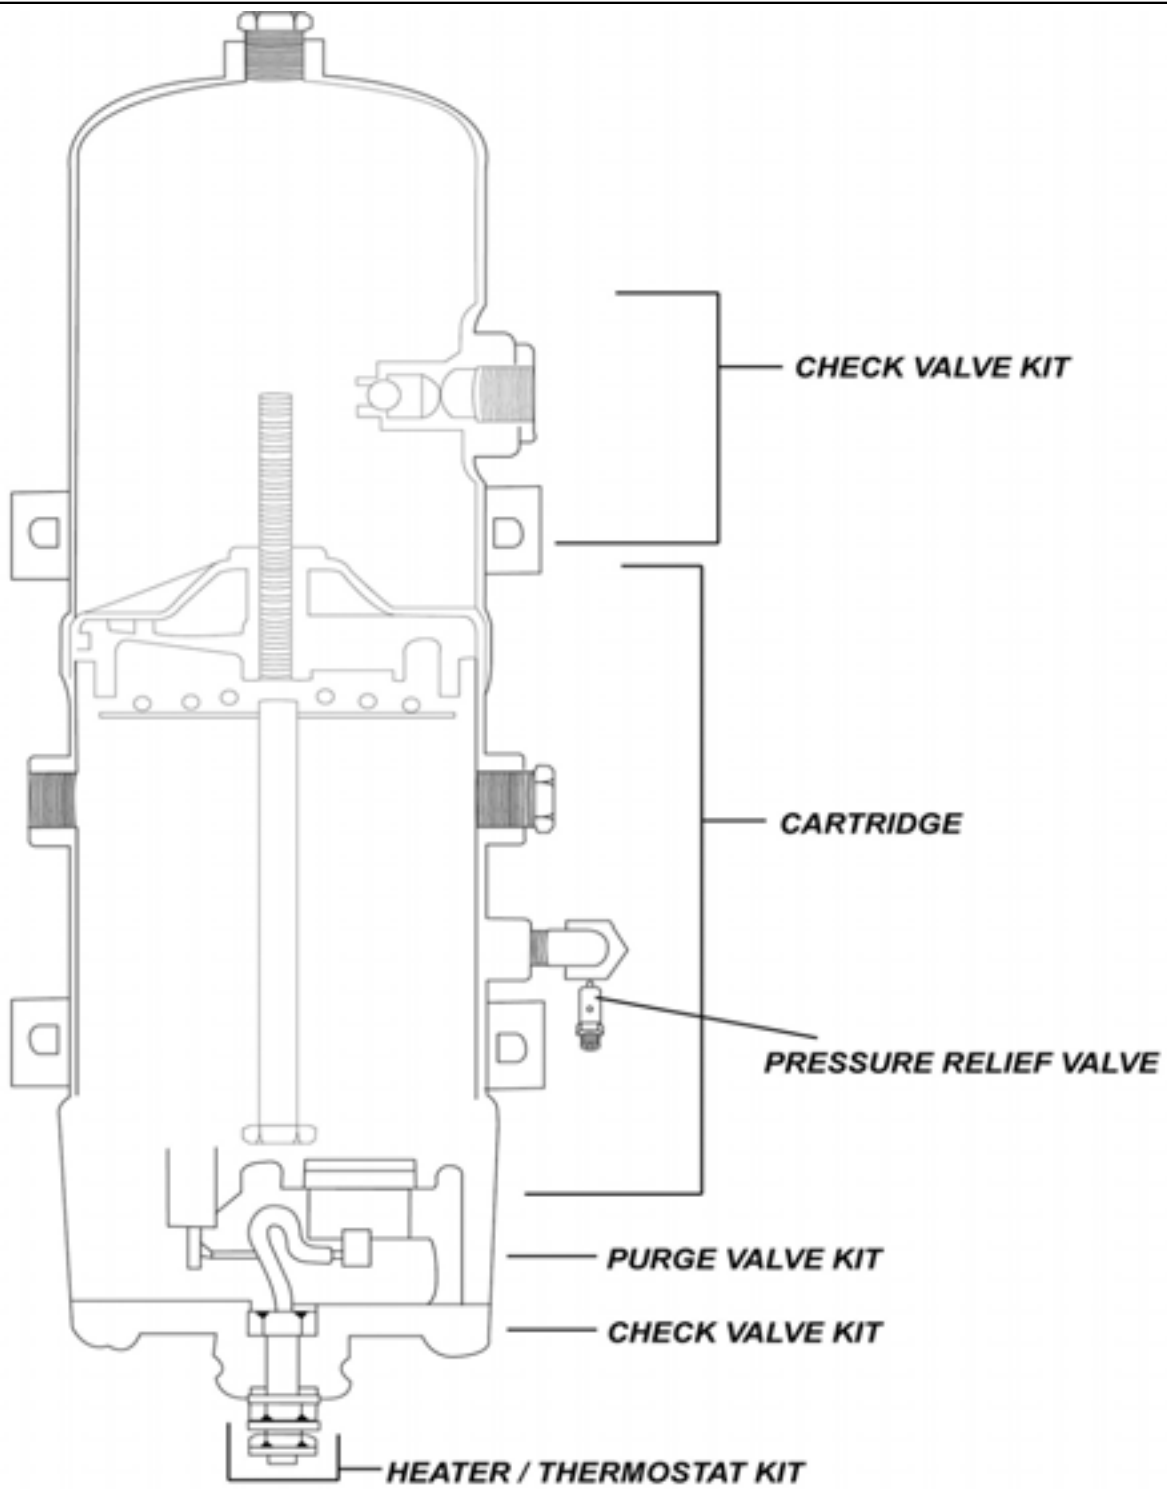 CHECK VALVE KIT
CARTRIDGE
PRESSURE RELIEF VALVE
PURGE VALVE KIT
CHECK VALVE KIT
HEATER / THERMOSTAT KIT